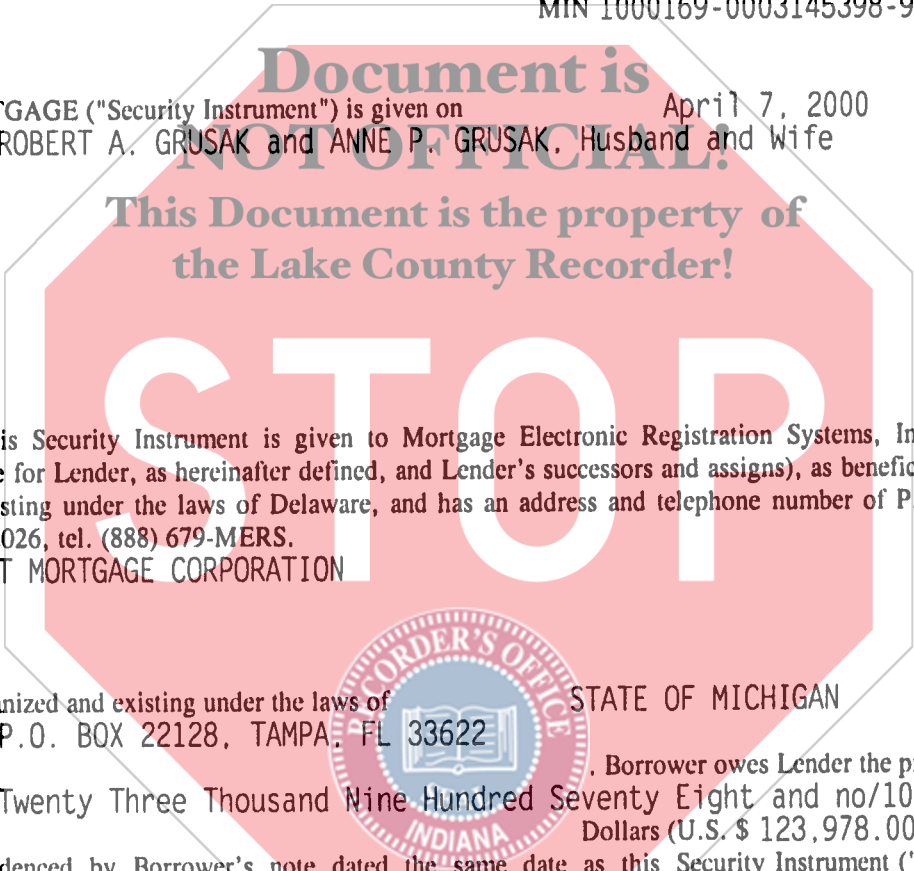 MIN 1000169-0003145398-9
Document is
'GAGE ("Security Instrument") is given on April 7, 2000
ROBERT A. GRUSAK and ANNE P. GRUSAK, Husband and Wife
NOT OFFICIAL!
This Document is the property of
the Lake County Recorder!
STOP
is Security Instrument is given to Mortgage Electronic Registration Systems, In
e for Lender, as hereinafter defined, and Lender's successors and assigns), as benefic
sting under the laws of Delaware, and has an address and telephone number of P.
026, tel. (888) 679-MERS.
T MORTGAGE CORPORATION
RECORDER'S OFFICE
nized and existing under the laws of STATE OF MICHIGAN
P.O. BOX 22128, TAMPA, FL 33622
. Borrower owes Lender the p
Twenty Three Thousand Nine Hundred Seventy Eight and no/10
Dollars (U.S. $ 123,978.00
INDIANA
denced by Borrower's note dated the same date as this Security Instrument ("